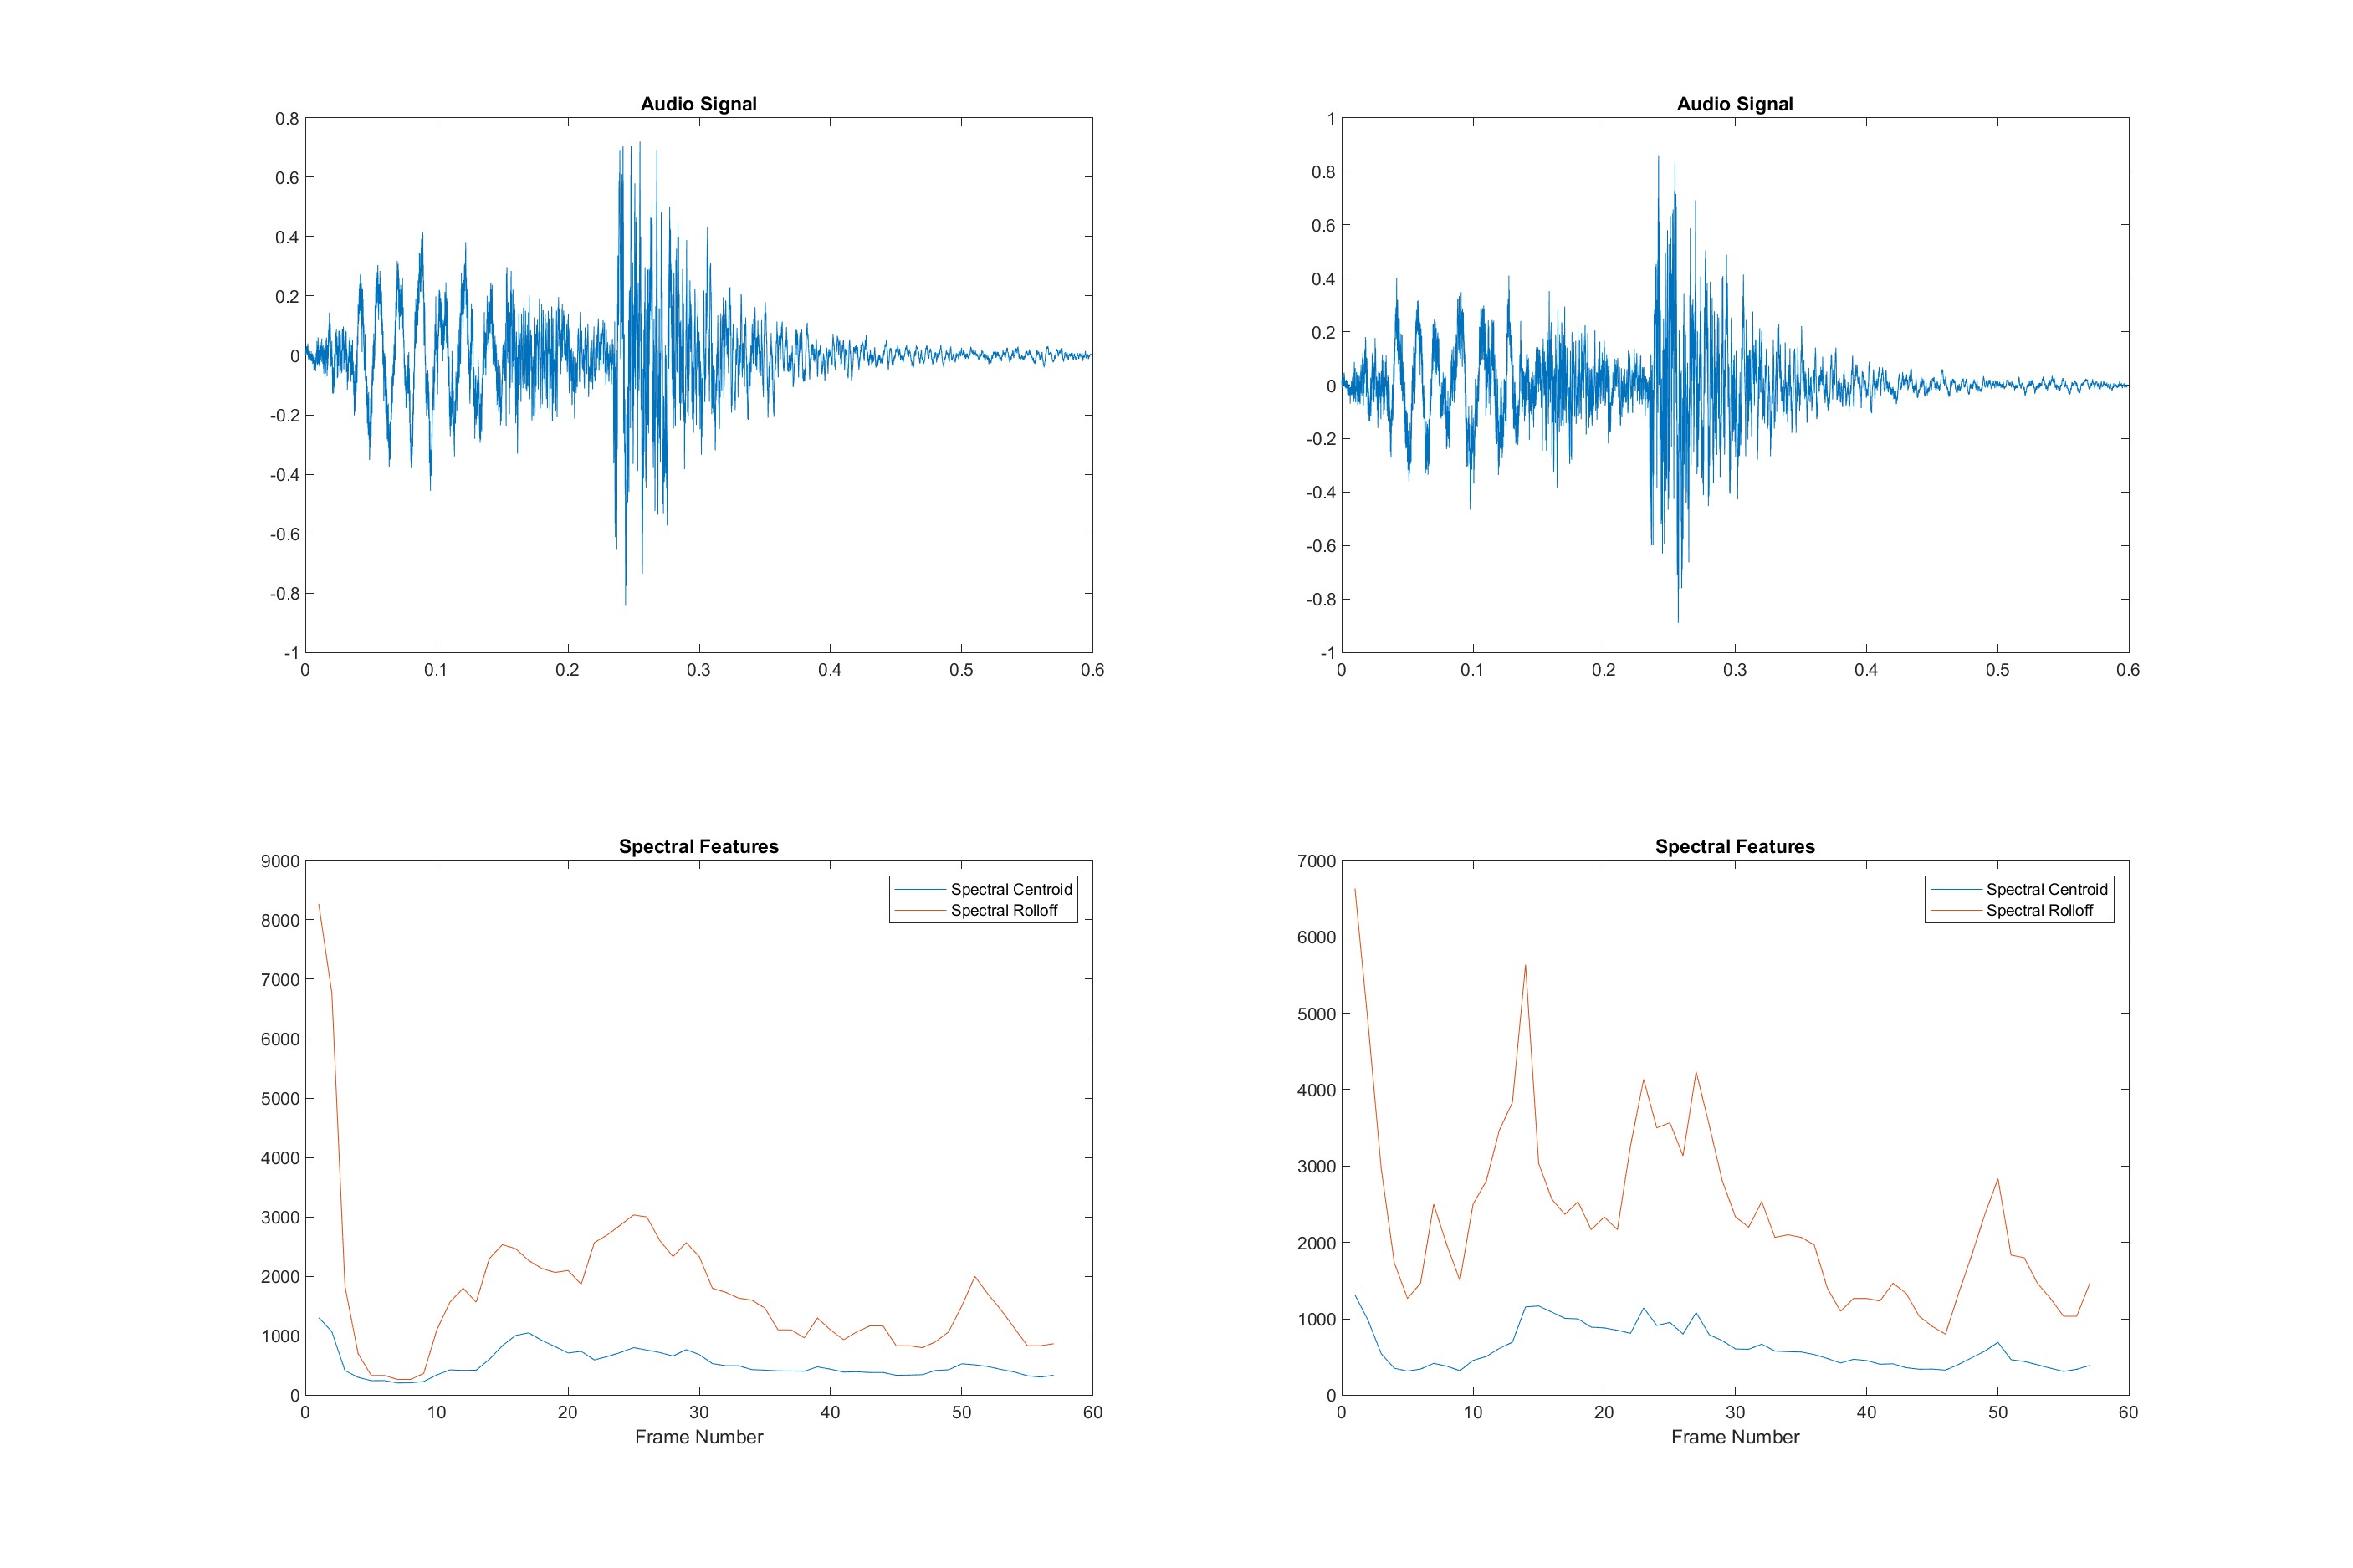 Audio Signal
0.8
0.6
0.4
0.2
0
-0.2
-0.4
-0.6
-0.8
-1
0 0.1 0.2 0.3 0.4 0.5 0.6
Audio Signal
1
0.8
0.6
0.4
0.2
0
-0.2
-0.4
-0.6
-0.8
-1
0 0.1 0.2 0.3 0.4 0.5 0.6
Spectral Features
9000
8000
7000
6000
5000
4000
3000
2000
1000
0
Spectral Centroid
Spectral Rolloff
0 10 20 30 40 50 60
Frame Number
Spectral Features
7000
6000
5000
4000
3000
2000
1000
0
Spectral Centroid
Spectral Rolloff
0 10 20 30 40 50 60
Frame Number